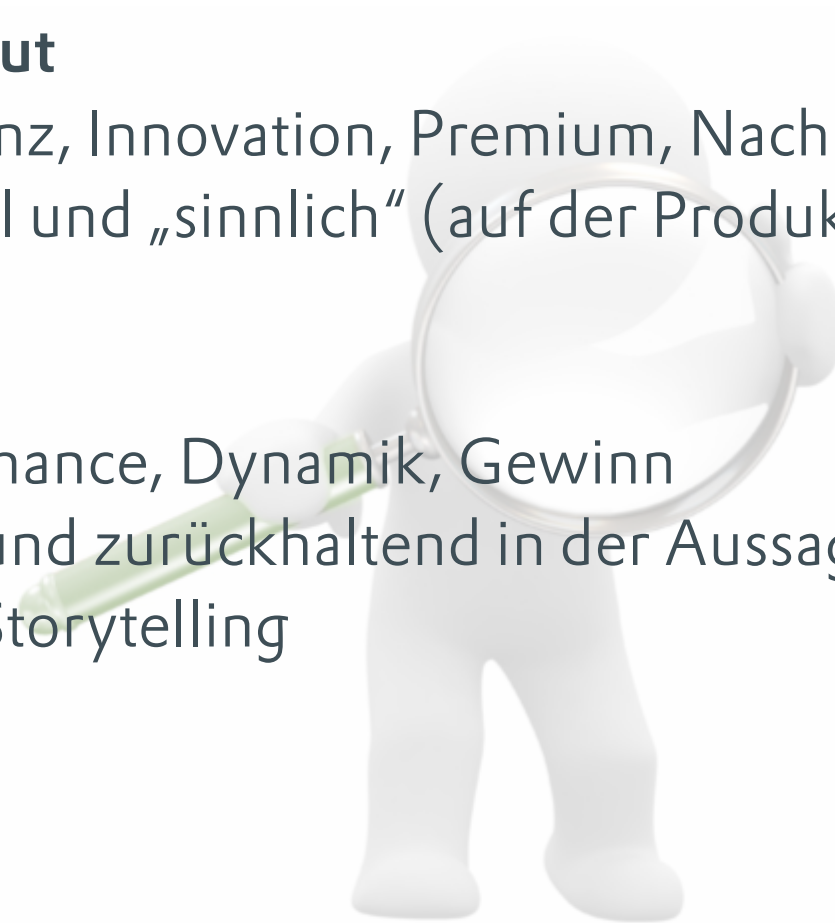 ut
nz, Innovation, Premium, Nach
l und „sinnlich“ (auf der Produk
nance, Dynamik, Gewinn
und zurückhaltend in der Aussag
Storytelling